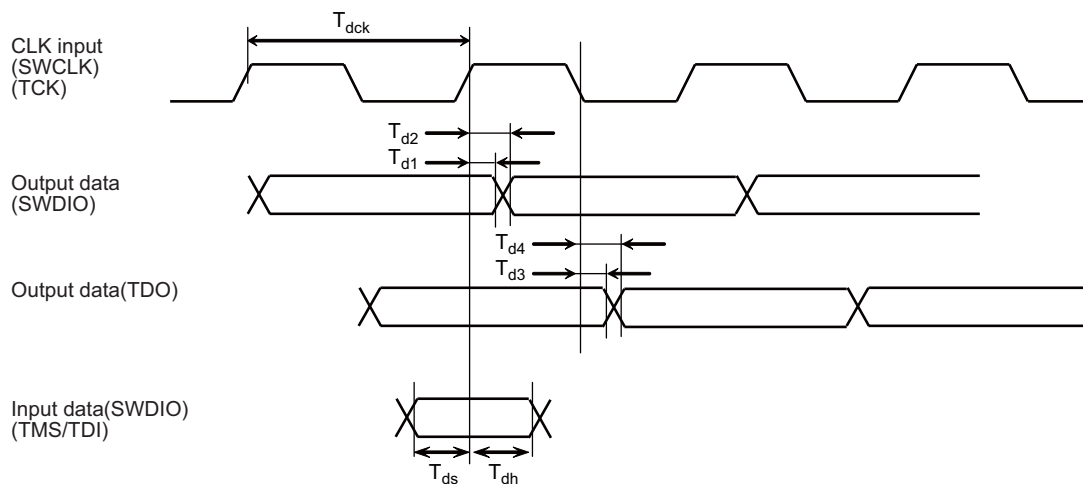 T_dck
CLK input
(SWCLK)
(TCK)
T_d2
T_d1
Output data
(SWDIO)
T_d4
T_d3
Output data(TDO)
Input data(SWDIO)
(TMS/TDI)
T_ds T_dh